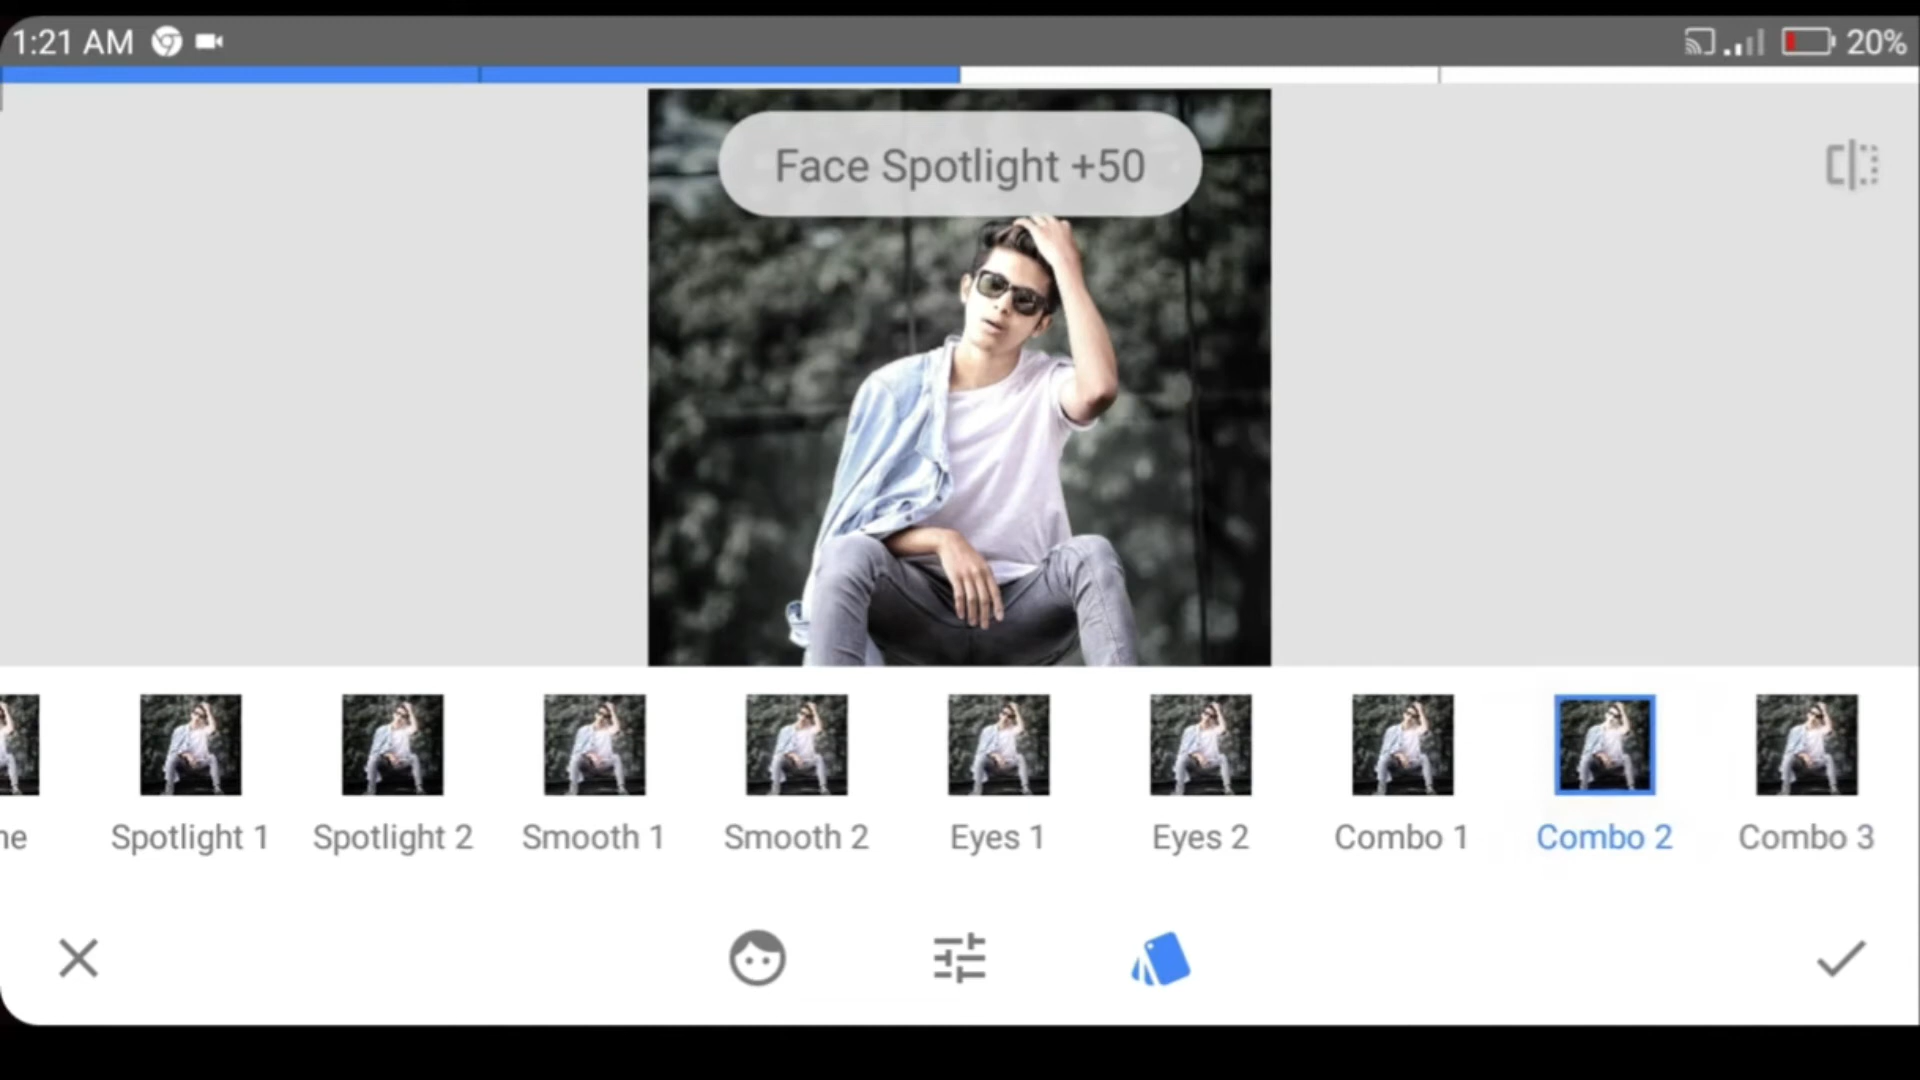 1:21 AM
20%
Face Spotlight +50
ne
Spotlight 1
Spotlight 2
Smooth 1
Smooth 2
Eyes 1
Eyes 2
Combo 1
Combo 2
Combo 3